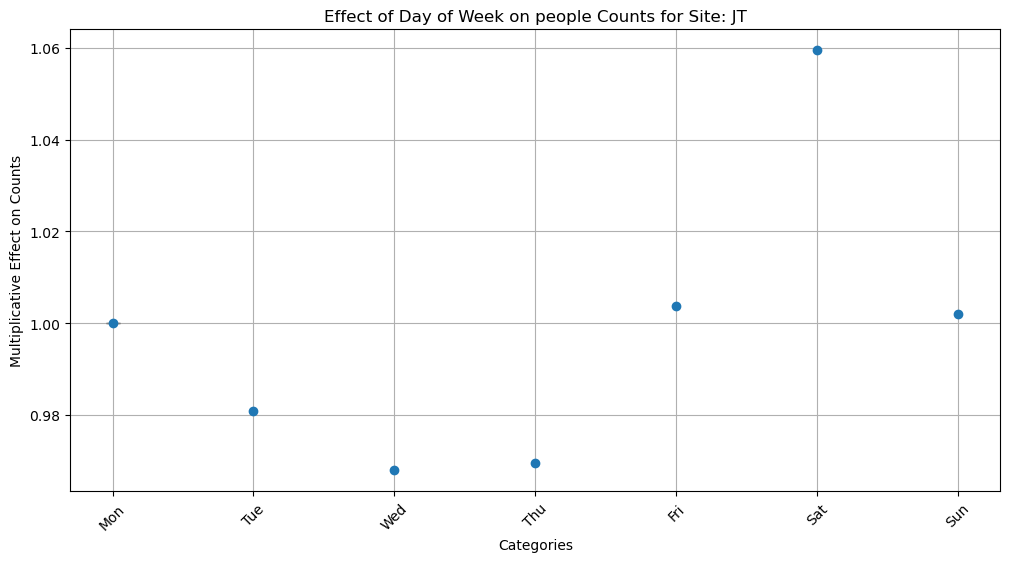 Effect of Day of Week on people Counts for Site: JT
Multiplicative Effect on Counts
1.06
1.04
1.02
1.00
0.98
Mon
Tue
Wed
Thu
Fri
Sat
Sun
Categories